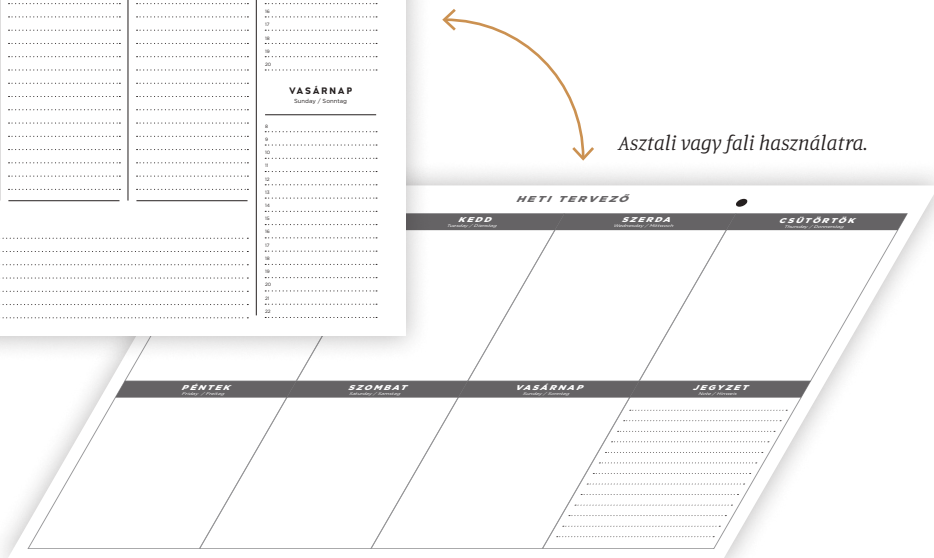 16
17
18
19
20
VASÁRNAP
Sunday / Sonntag
8
9
10
11
12
13
14
15
16
17
18
19
20
21
22
Asztali vagy fali használatra.
HETI TERVEZŐ
KEDD
Tuesday / Dienstag
SZERDA
Wednesday / Mittwoch
CSÜTÖRTÖK
Thursday / Donnerstag
PÉNTEK
Friday / Freitag
SZOMBAT
Saturday / Samstag
VASÁRNAP
Sunday / Sonntag
JEGYZET
Note / Hinweis